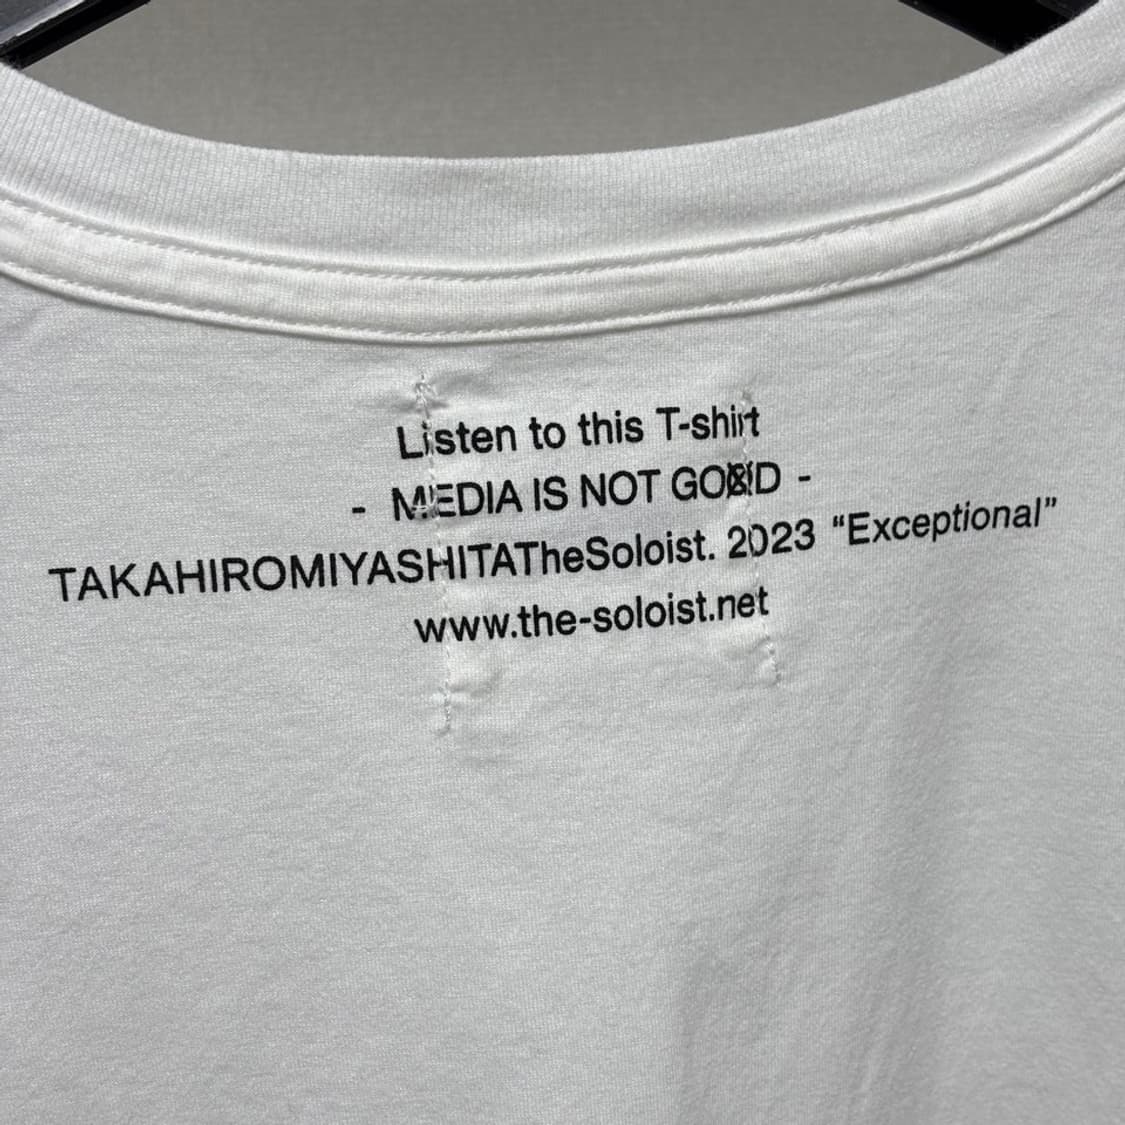 Listen to this T-shirt
- MEDIA IS NOT GOOD -
TAKAHIROMIYASHITATheSoloist. 2023 “Exceptional”
www.the-soloist.net